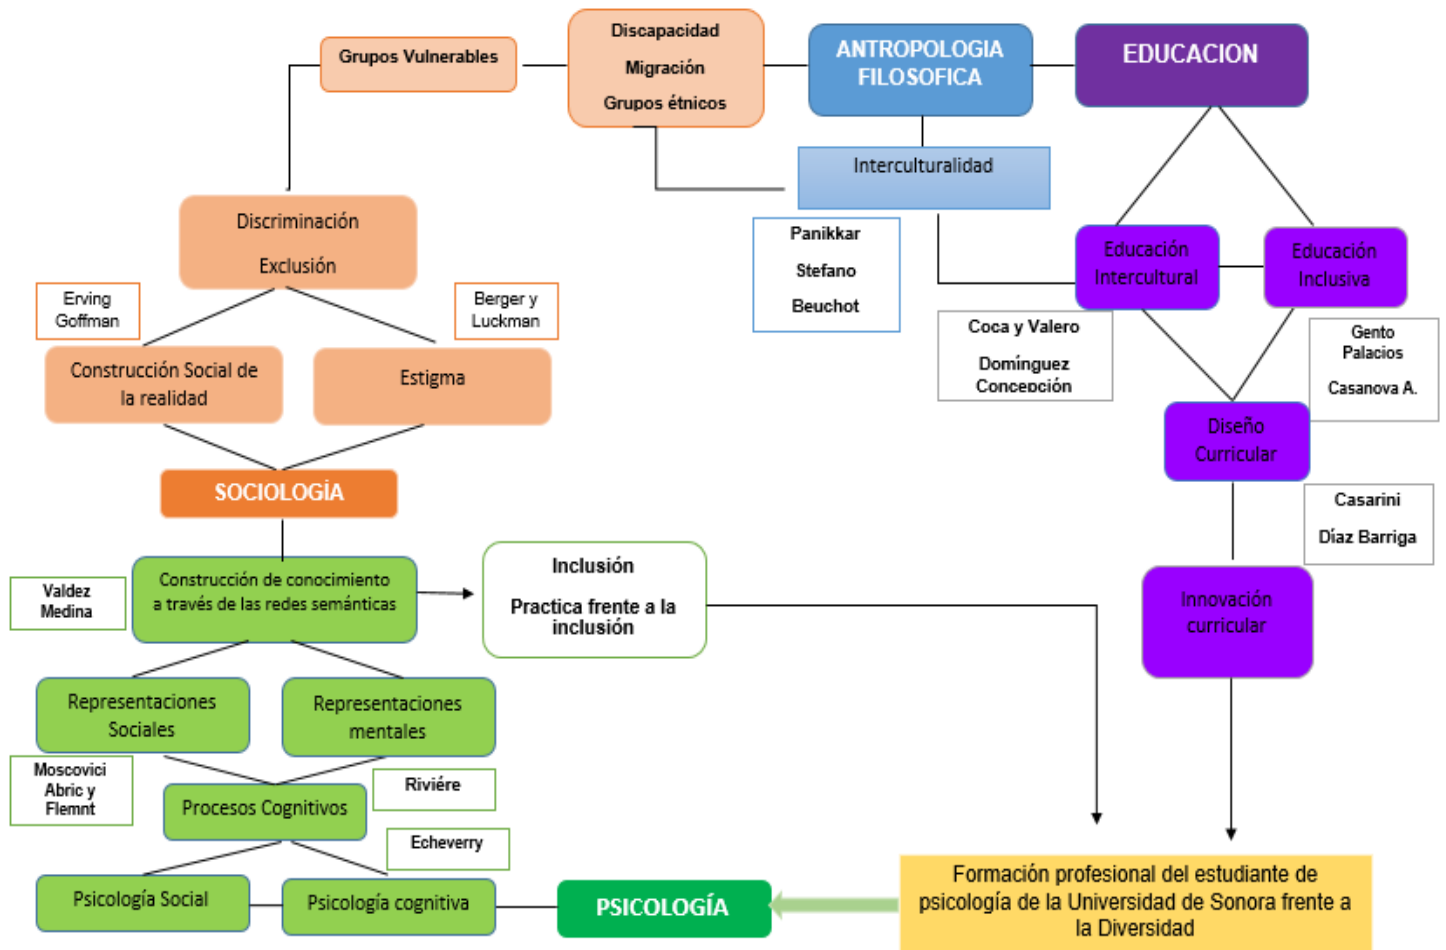 Grupos Vulnerables
Discapacidad
Migración
Grupos étnicos
ANTROPOLOGIA
FILOSOFICA
EDUCACION
Interculturalidad
Discriminación
Exclusión
Panikkar
Stefano
Beuchot
Educación
Intercultural
Educación
Inclusiva
Erving
Goffman
Berger y
Luckman
Coca y Valero
Domínguez
Concepción
Gento
Palacios
Casanova A.
Construcción Social de
la realidad
Estigma
Diseño
Curricular
SOCIOLOGÍA
Casarini
Díaz Barriga
Valdez
Medina
Construcción de conocimiento
a través de las redes semánticas
Inclusión
Practica frente a la
inclusión
Innovación
curricular
Representaciones
Sociales
Representaciones
mentales
Moscovici
Abric y
Flemnt
Riviére
Procesos Cognitivos
Echeverry
Psicología Social
Psicología cognitiva
PSICOLOGÍA
Formación profesional del estudiante de
psicología de la Universidad de Sonora frente a
la Diversidad